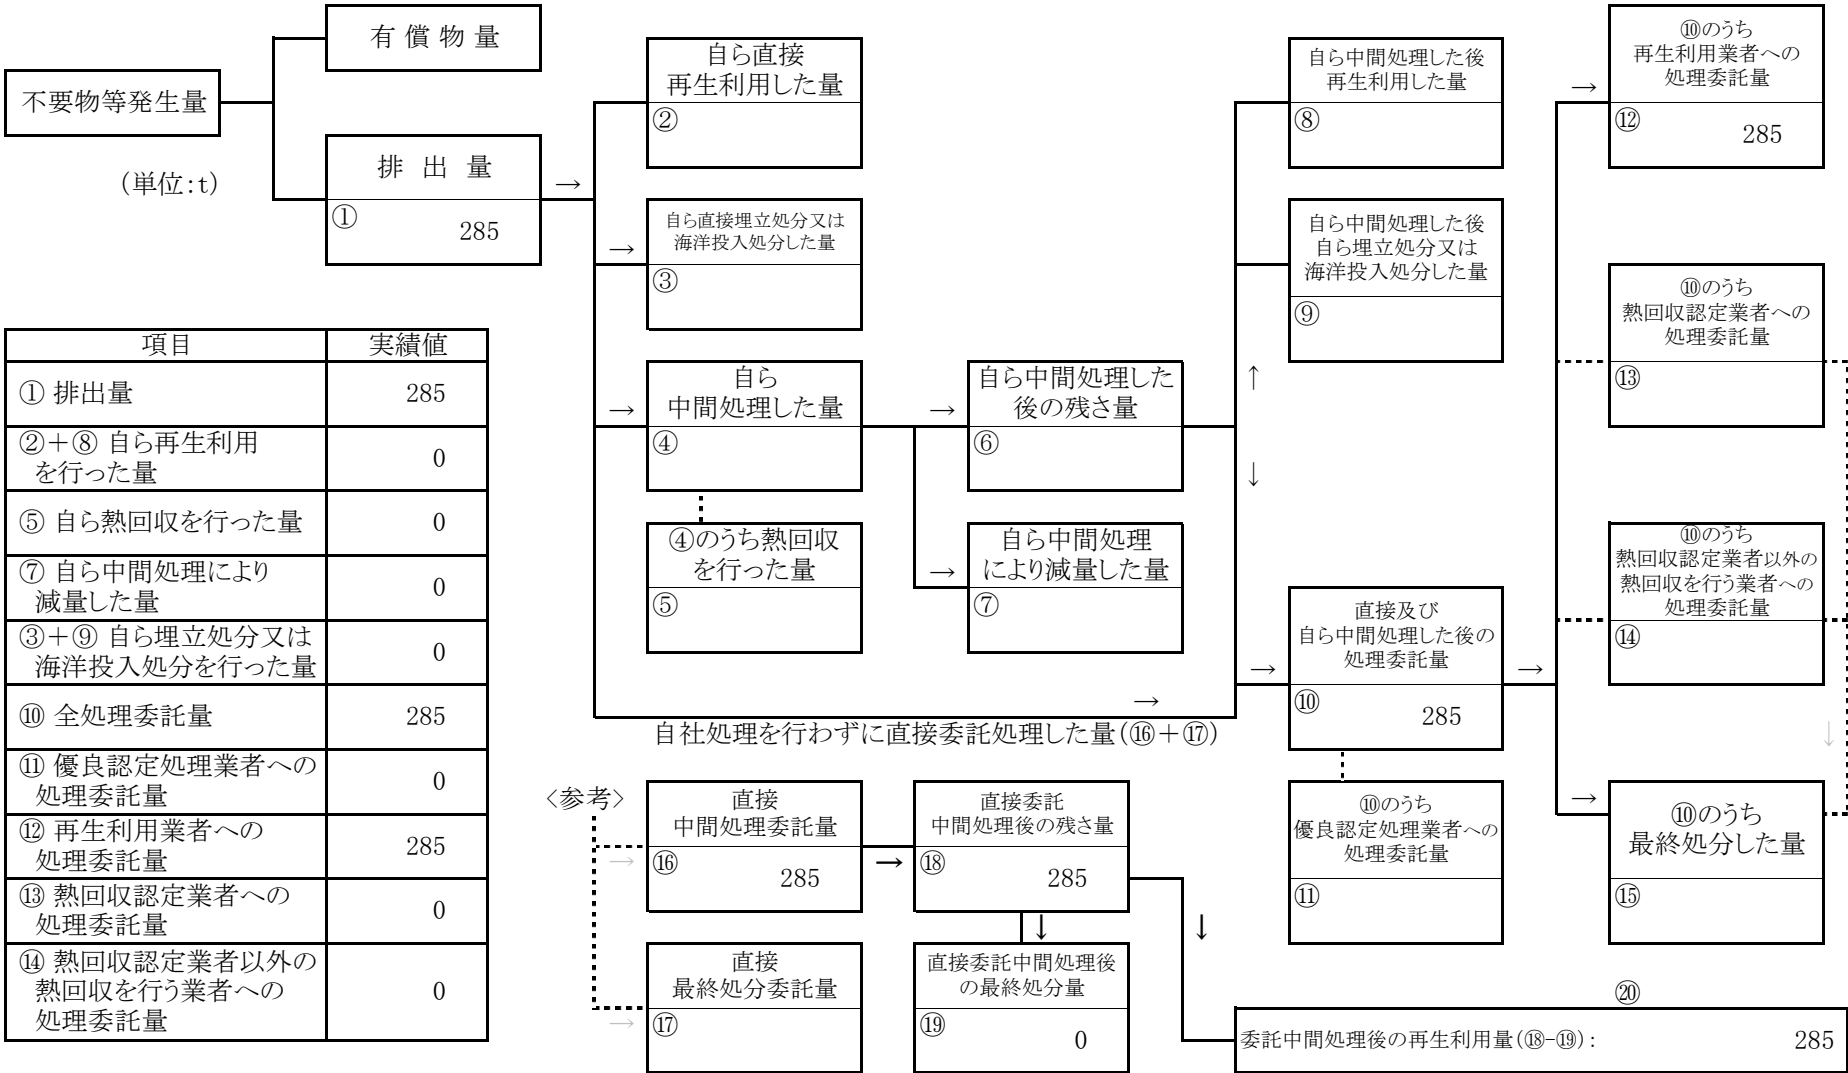 不要物等発生量
(単位:t)
有 償 物 量
排 出 量
①
285
→
自ら直接
再生利用した量
②
→
自ら直接埋立処分又は
海洋投入処分した量
③
→
自ら
中間処理した量
④
④のうち熱回収
を行った量
⑤
→
自ら中間処理した
後の残さ量
⑥
→
自ら中間処理
により減量した量
⑦
自ら中間処理した後
再生利用した量
⑧
自ら中間処理した後
自ら埋立処分又は
海洋投入処分した量
⑨
↑
↓
→
自社処理を行わずに直接委託処理した量(⑯+⑰)
→
直接及び
自ら中間処理した後の
処理委託量
⑩
285
→
⑩のうち
優良認定処理業者への
処理委託量
⑪
→
⑩のうち
再生利用業者への
処理委託量
⑫
285
⑩のうち
熱回収認定業者への
処理委託量
⑬
⑩のうち
熱回収認定業者以外の
熱回収を行う業者への
処理委託量
⑭
↓
→
⑩のうち
最終処分した量
⑮
項目 実績値
① 排出量 285
②+⑧ 自ら再生利用
を行った量 0
⑤ 自ら熱回収を行った量 0
⑦ 自ら中間処理により
減量した量 0
③+⑨ 自ら埋立処分又は
海洋投入処分を行った量 0
⑩ 全処理委託量 285
⑪ 優良認定処理業者への
処理委託量 0
⑫ 再生利用業者への
処理委託量 285
⑬ 熱回収認定業者への
処理委託量 0
⑭ 熱回収認定業者以外の
熱回収を行う業者への
処理委託量 0
<参考>
→
直接
中間処理委託量
⑯
285
→
直接
最終処分委託量
⑰
→
直接委託
中間処理後の残さ量
⑱
285
↓
直接委託中間処理後
の最終処分量
⑲
0
↓
⑳
委託中間処理後の再生利用量(⑱-⑲): 285